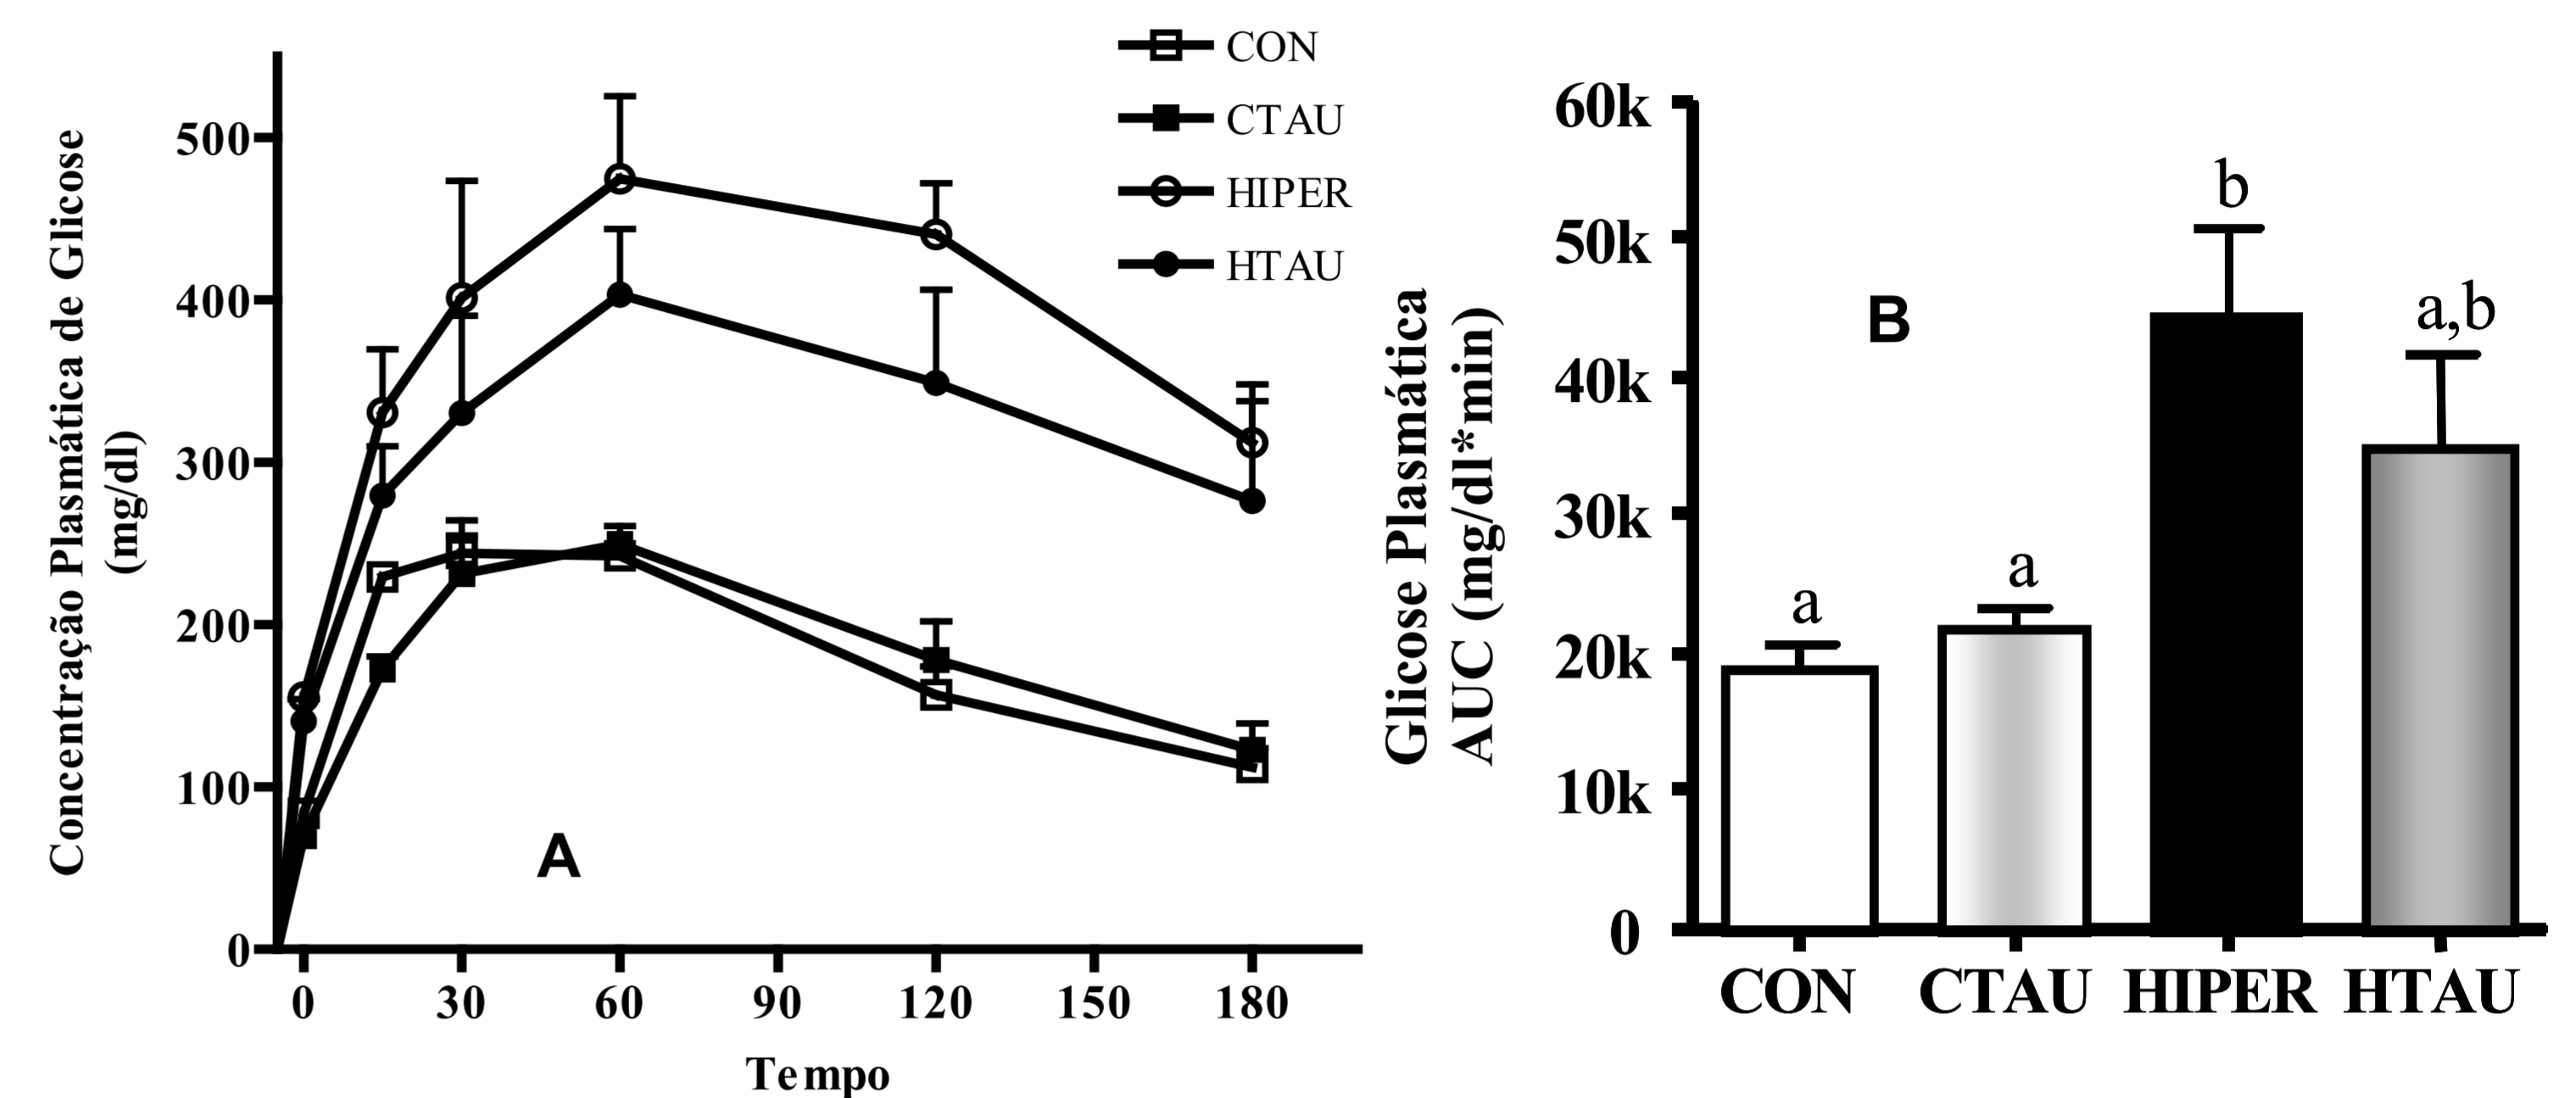 CON
CTAU
HIPER
HTAU
Concentração Plasmática de Glicose
(mg/dl)
500
400
300
200
100
0
A
0 30 60 90 120 150 180
Tempo
Glicose Plasmática
AUC (mg/dl*min)
60k
50k
40k
30k
20k
10k
0
B
a
a
b
a,b
CON CTAU HIPER HTAU